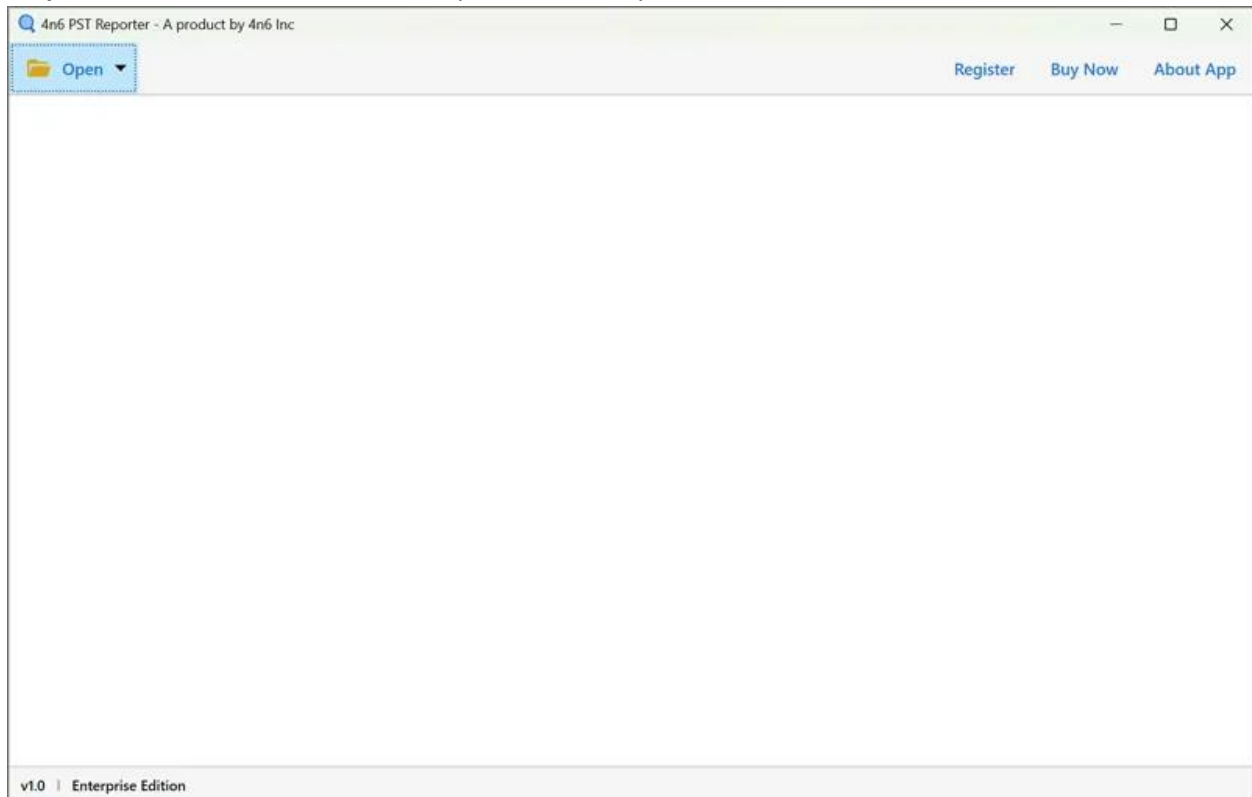 4n6 PST Reporter - A product by 4n6 Inc
Open
Register
Buy Now
About App
v1.0 | Enterprise Edition